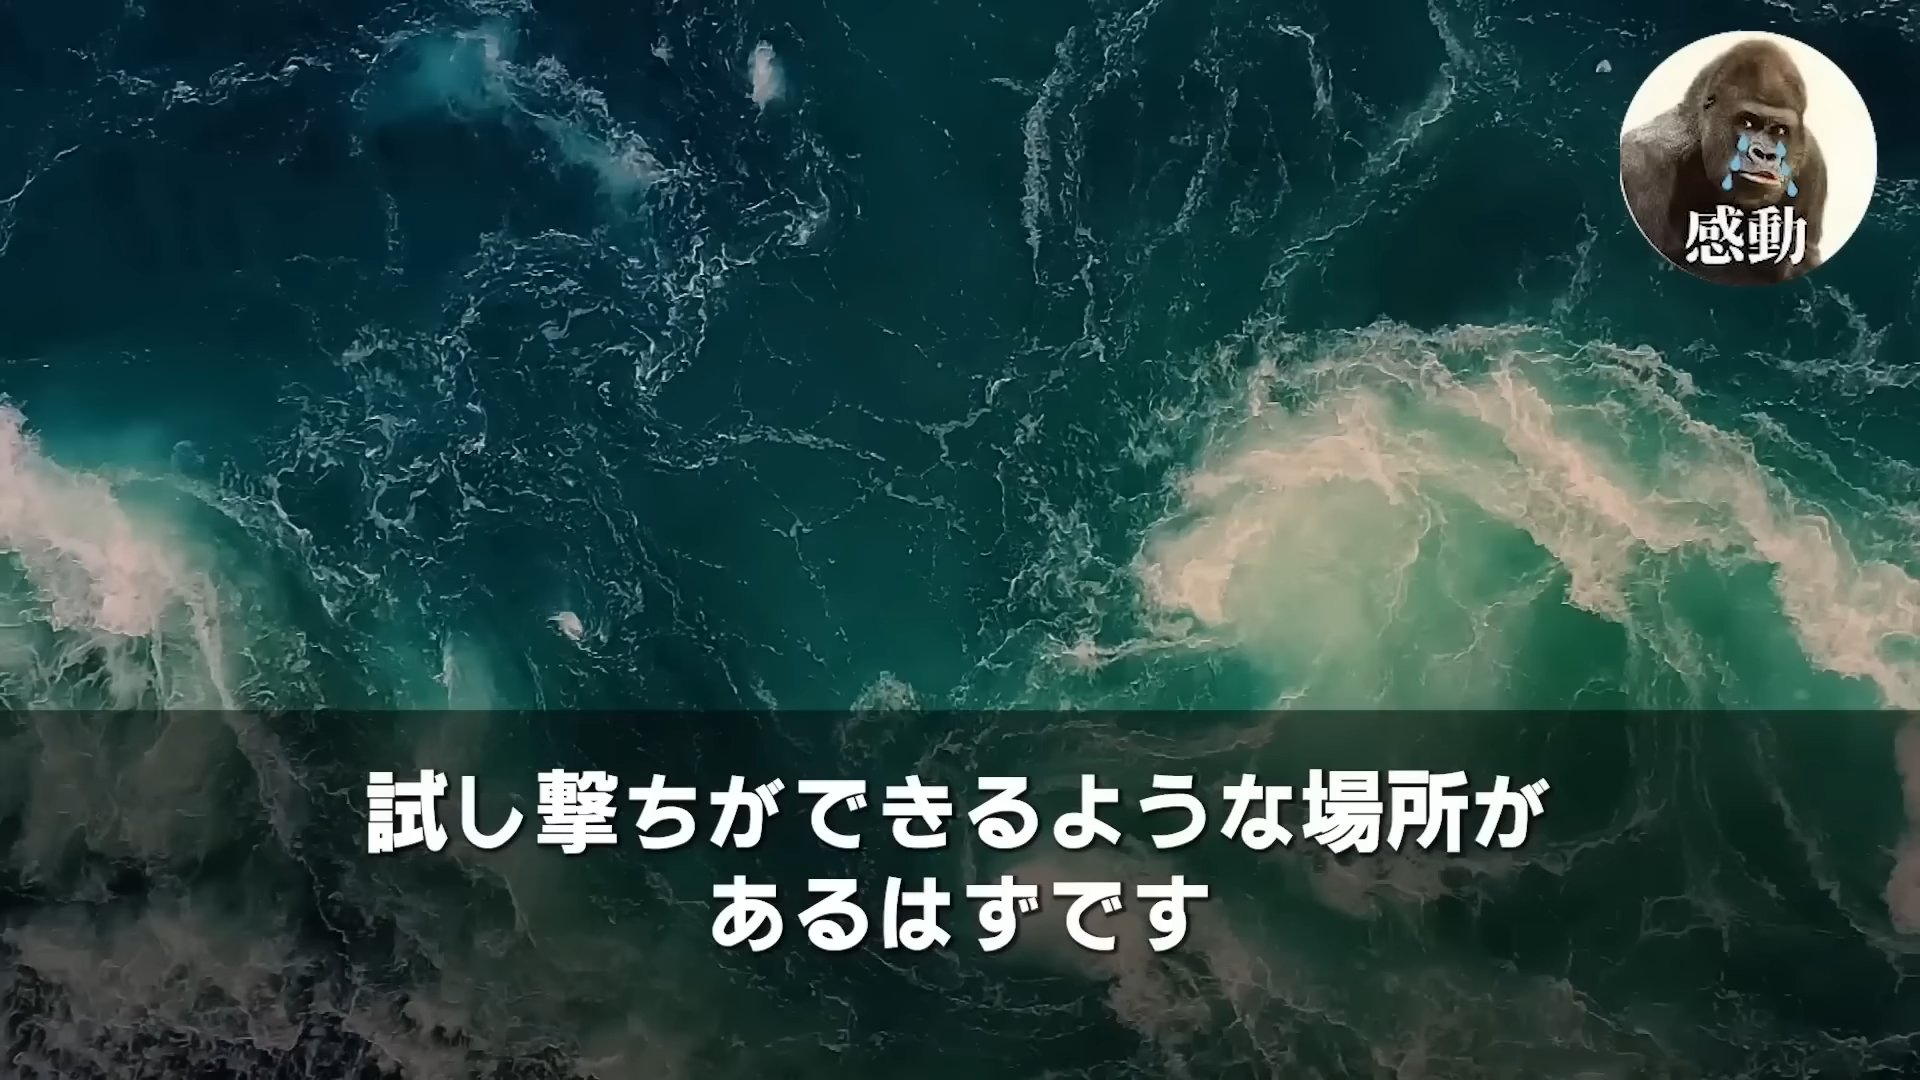 感動
試し撃ちができるような場所が
あるはずです